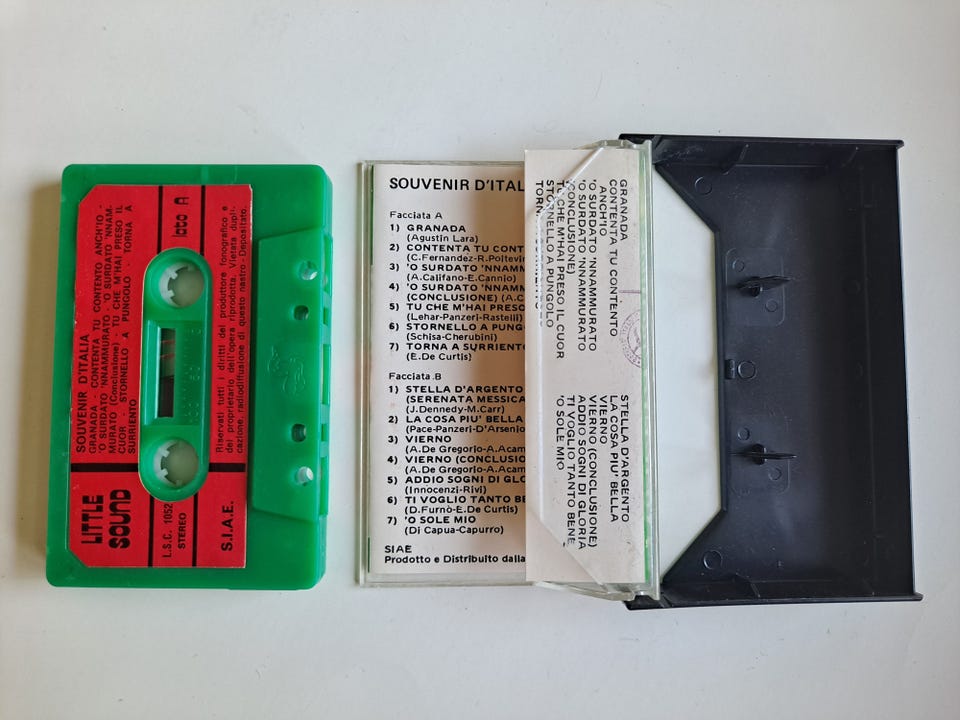 SOUVENIR D'ITALIA
GRANADA - CONTENTA TU CONTENTO ANCH'IO -
'O SURDATO 'NNAMMURATO - 'O SURDATO 'NNAM-
MURATO (Conclusione) - TU CHE M'HAI PRESO IL
CUOR - STORNELLO A PUNGOLO - TORNA A
SURRIENTO
lato A
Riservati tutti i diritti del produttore fonografico e
del proprietario dell'opera riprodotta. Vietata dupli-
cazione, radiodiffusione di questo nastro - Depositato.
LITTLE
SOUND
L.S.C. 1052
STEREO
S.I.A.E.
SOUVENIR D'ITAL
Facciata A
1) GRANADA
(Agustin Lara)
2) CONTENTA TU CONT
(C.Fernandez-R.Poltevi
3) 'O SURDATO 'NNAMM
(A.Califano-E.Cannio)
4) 'O SURDATO 'NNAMM
(CONCLUSIONE) (A.C
5) TU CHE M'HAI PRESO
(Lehar-Panzeri-Rastelli)
6) STORNELLO A PUNG
(Schisa-Cherubini)
7) TORNA A SURRIENTO
(E.De Curtis)
Facciata B
1) STELLA D'ARGENTO
(SERENATA MESSICA
(J.Dennedy-M.Carr)
2) LA COSA PIU' BELLA
(Pace-Panzeri-D'Arsenio
3) VIERNO
(A.De Gregorio-A.Acam
4) VIERNO (CONCLUSIO
(A.De Gregorio-A.Acam
5) ADDIO SOGNI DI GLO
(Innocenzi-Rivi)
6) TI VOGLIO TANTO BE
(D.Furnò-E.De Curtis)
7) 'O SOLE MIO
(Di Capua-Capurro)
SIAE
Prodotto e Distribuito dalla
GRANADA
CONTENTA TU CONTENTO
ANCH'IO
'O SURDATO 'NNAMMURATO
'O SURDATO 'NNAMMURATO
(CONCLUSIONE)
TU CHE M'HAI PRESO IL CUOR
STORNELLO A PUNGOLO
TORNA
STELLA D'ARGENTO
LA COSA PIU' BELLA
VIERNO
VIERNO (CONCLUSIONE)
ADDIO SOGNI DI GLORIA
TI VOGLIO TANTO BENE
'O SOLE MIO